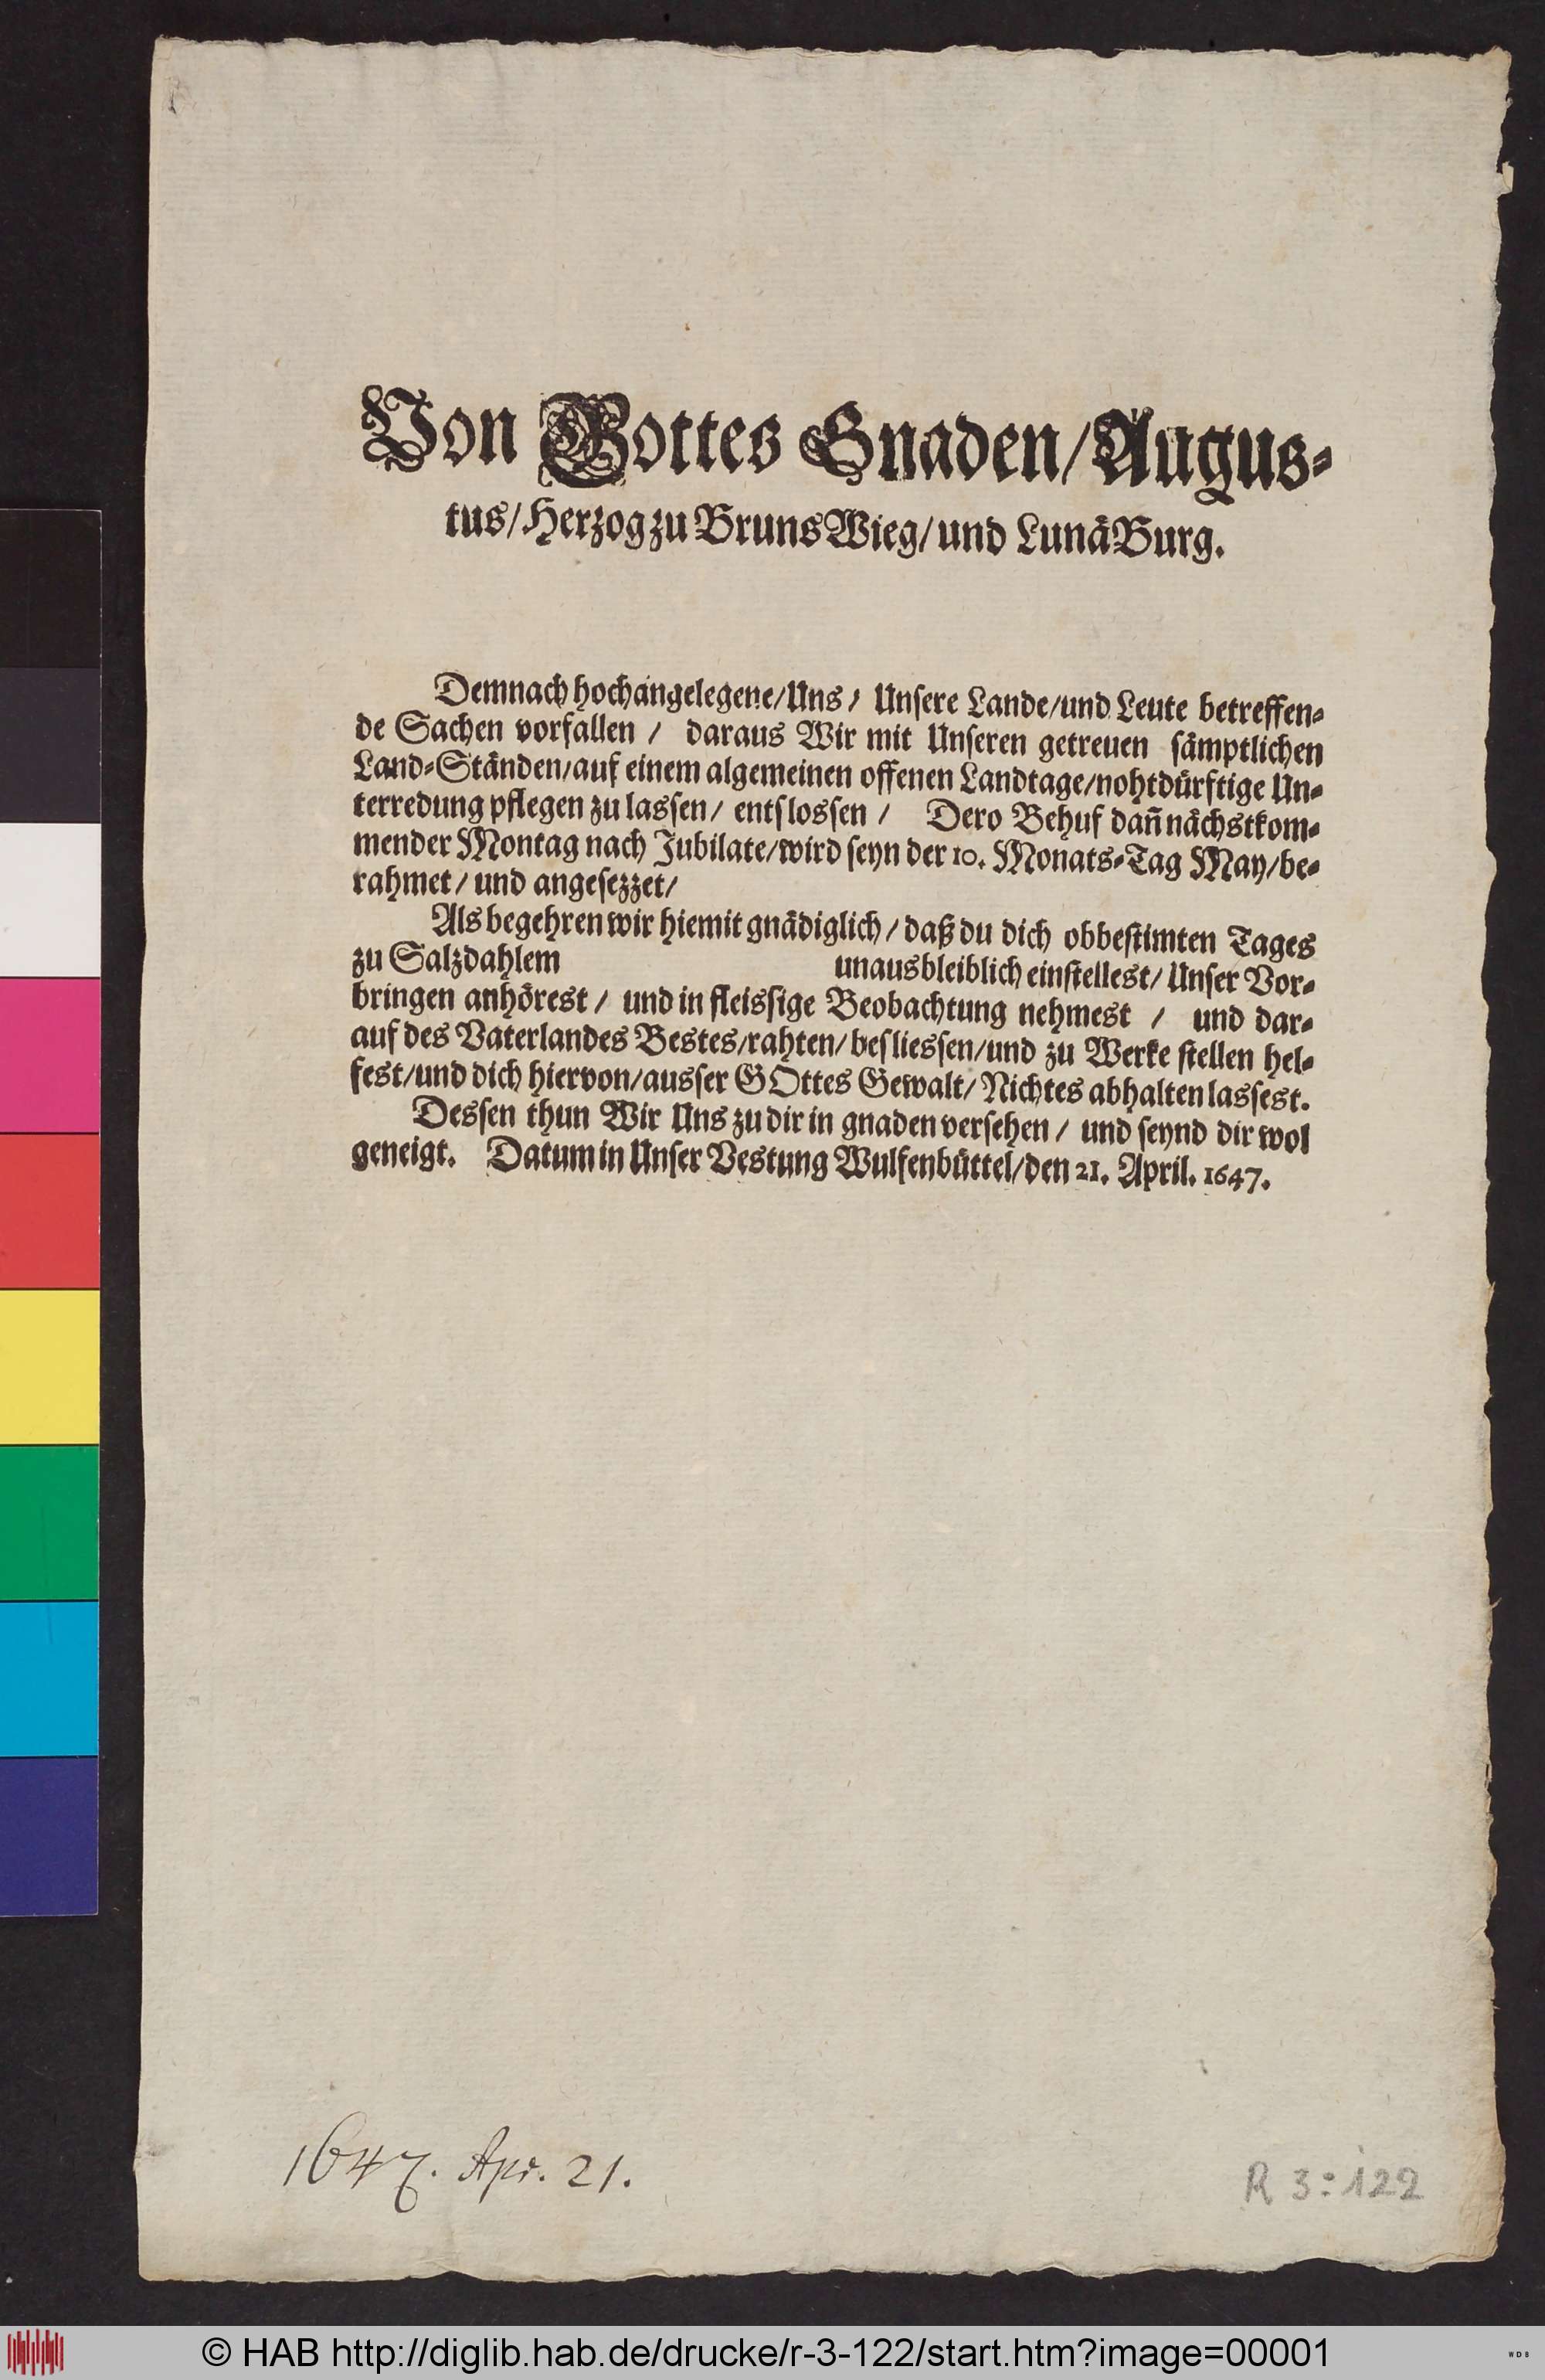 Von Gottes Gnaden/Augus-
tus/Herzog zu BrunsWieg/und LunäBurg.
Demnach hochangelegene/Uns/ Unsere Lande/und Leute betreffen-
de Sachen vorfallen / daraus Wir mit Unseren getreuen sämptlichen
Land-Ständen/auf einem algemeinen offenen Landtage/nohtdürftige Un-
terredung pflegen zu lassen/ entslossen / Dero Behuf dañ nächstkom-
mender Montag nach Jubilate/wird seyn der 10. Monats-Tag May/be-
rahmet/ und angesezzet/
Als begehren wir hiemit gnädiglich/ daß du dich obbestimten Tages
zu Salzdahlem unausbleiblich einstellest/ Unser Vor-
bringen anhörest/ und in fleissige Beobachtung nehmest / und dar-
auf des Vaterlandes Bestes/rahten/ besliessen/und zu Werke stellen hel-
fest/und dich hiervon/ausser GOttes Gewalt/ Nichtes abhalten lassest.
Dessen thun Wir Uns zu dir in gnaden versehen/ und seynd dir wol
geneigt. Datum in Unser Vestung Wulfenbüttel/den 21. April. 1647.
1647. Apr. 21.
R 3:122
© HAB http://diglib.hab.de/drucke/r-3-122/start.htm?image=00001
WDB